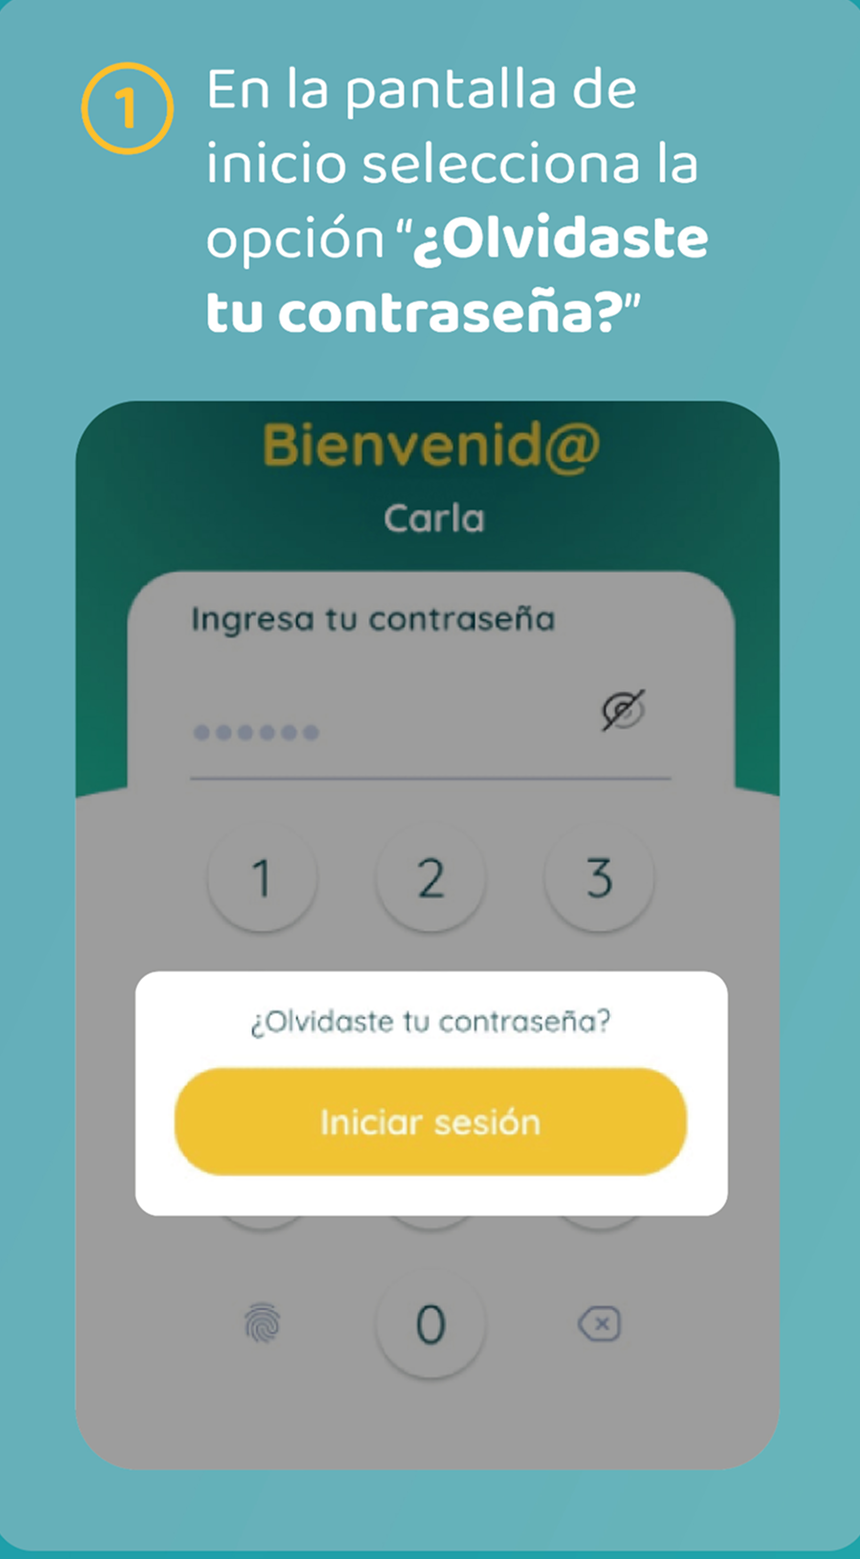 1
En la pantalla de
inicio selecciona la
opción “¿Olvidaste
tu contraseña?”
Bienvenid@
Carla
Ingresa tu contraseña
1 2 3
¿Olvidaste tu contraseña?
Iniciar sesión
0